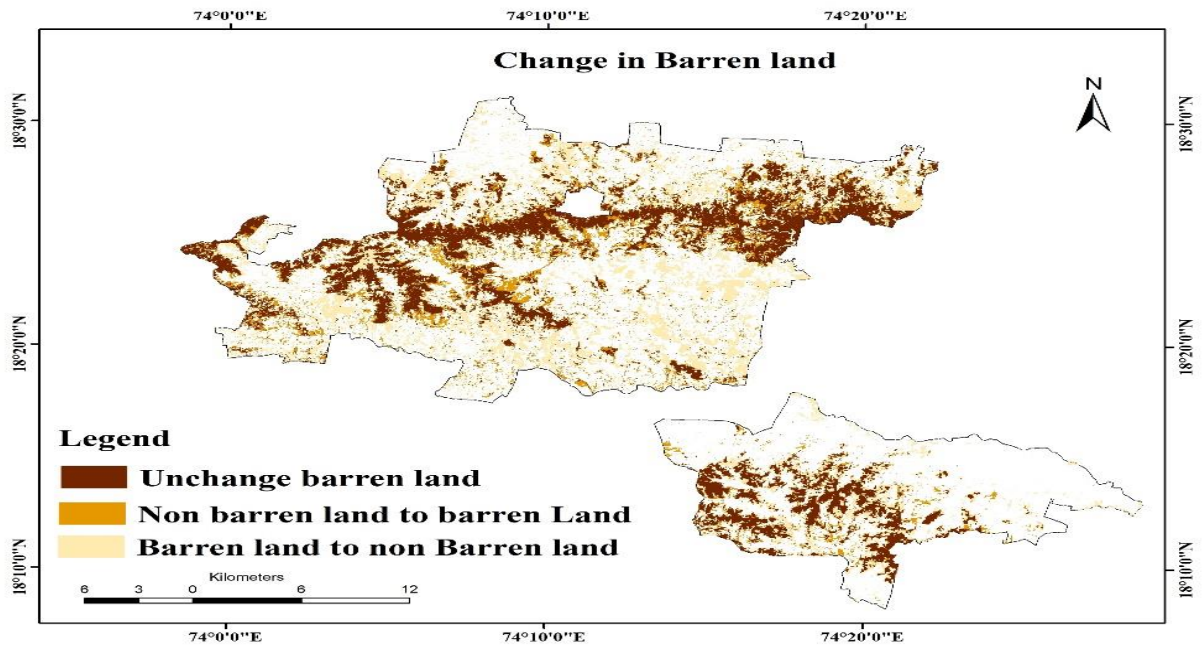 74°0'0"E 74°10'0"E 74°20'0"E
Change in Barren land
N
18°30'0"N 18°30'0"N
18°20'0"N 18°20'0"N
Legend
Unchange barren land
Non barren land to barren Land
Barren land to non Barren land
18°10'0"N 18°10'0"N
Kilometers
6 3 0 6 12
74°0'0"E 74°10'0"E 74°20'0"E